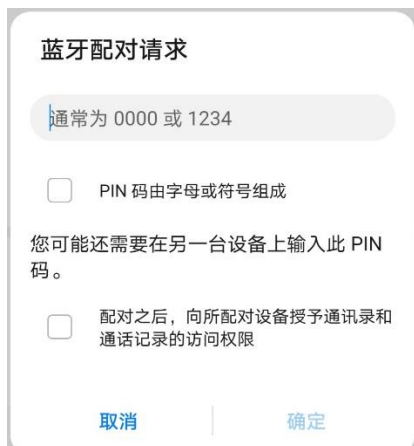 蓝牙配对请求
通常为 0000 或 1234
PIN 码由字母或符号组成
您可能还需要在另一台设备上输入此 PIN
码。
配对之后，向所配对设备授予通讯录和
通话记录的访问权限
取消
确定